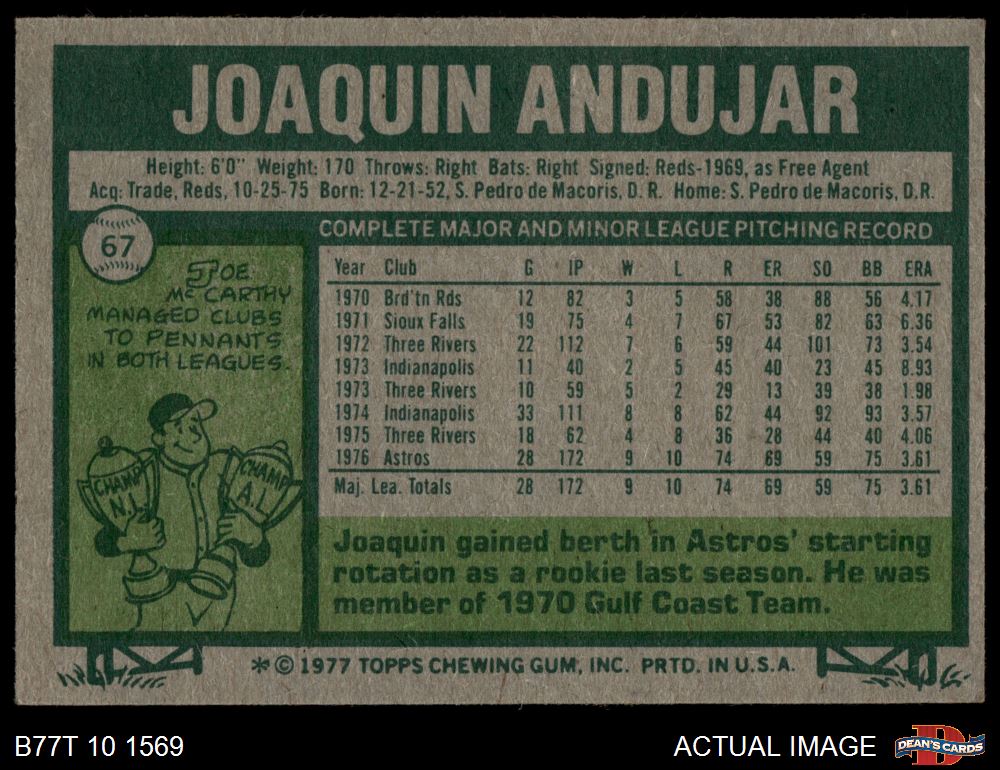 JOAQUIN ANDUJAR
Height: 6'0" Weight: 170 Throws: Right Bats: Right Signed: Reds-1969, as Free Agent
Acq: Trade, Reds, 10-25-75 Born: 12-21-52, S. Pedro de Macoris, D. R. Home: S. Pedro de Macoris, D.R.
67
JOE
McCARTHY
MANAGED CLUBS
TO PENNANTS
IN BOTH LEAGUES.
CHAMP N.L.
CHAMP A.L.
COMPLETE MAJOR AND MINOR LEAGUE PITCHING RECORD
Year Club G IP W L R ER SO BB ERA
1970 Brd'tn Rds 12 82 3 5 58 38 88 56 4.17
1971 Sioux Falls 19 75 4 7 67 53 82 63 6.36
1972 Three Rivers 22 112 7 6 59 44 101 73 3.54
1973 Indianapolis 11 40 2 5 45 40 23 45 8.93
1973 Three Rivers 10 59 5 2 29 13 39 38 1.98
1974 Indianapolis 33 111 8 8 62 44 92 93 3.57
1975 Three Rivers 18 62 4 8 36 28 44 40 4.06
1976 Astros 28 172 9 10 74 69 59 75 3.61
Maj. Lea. Totals 28 172 9 10 74 69 59 75 3.61
Joaquin gained berth in Astros' starting
rotation as a rookie last season. He was
member of 1970 Gulf Coast Team.
*© 1977 TOPPS CHEWING GUM, INC. PRTD. IN U.S.A.
B77T 10 1569
ACTUAL IMAGE
D
DEAN'S CARDS